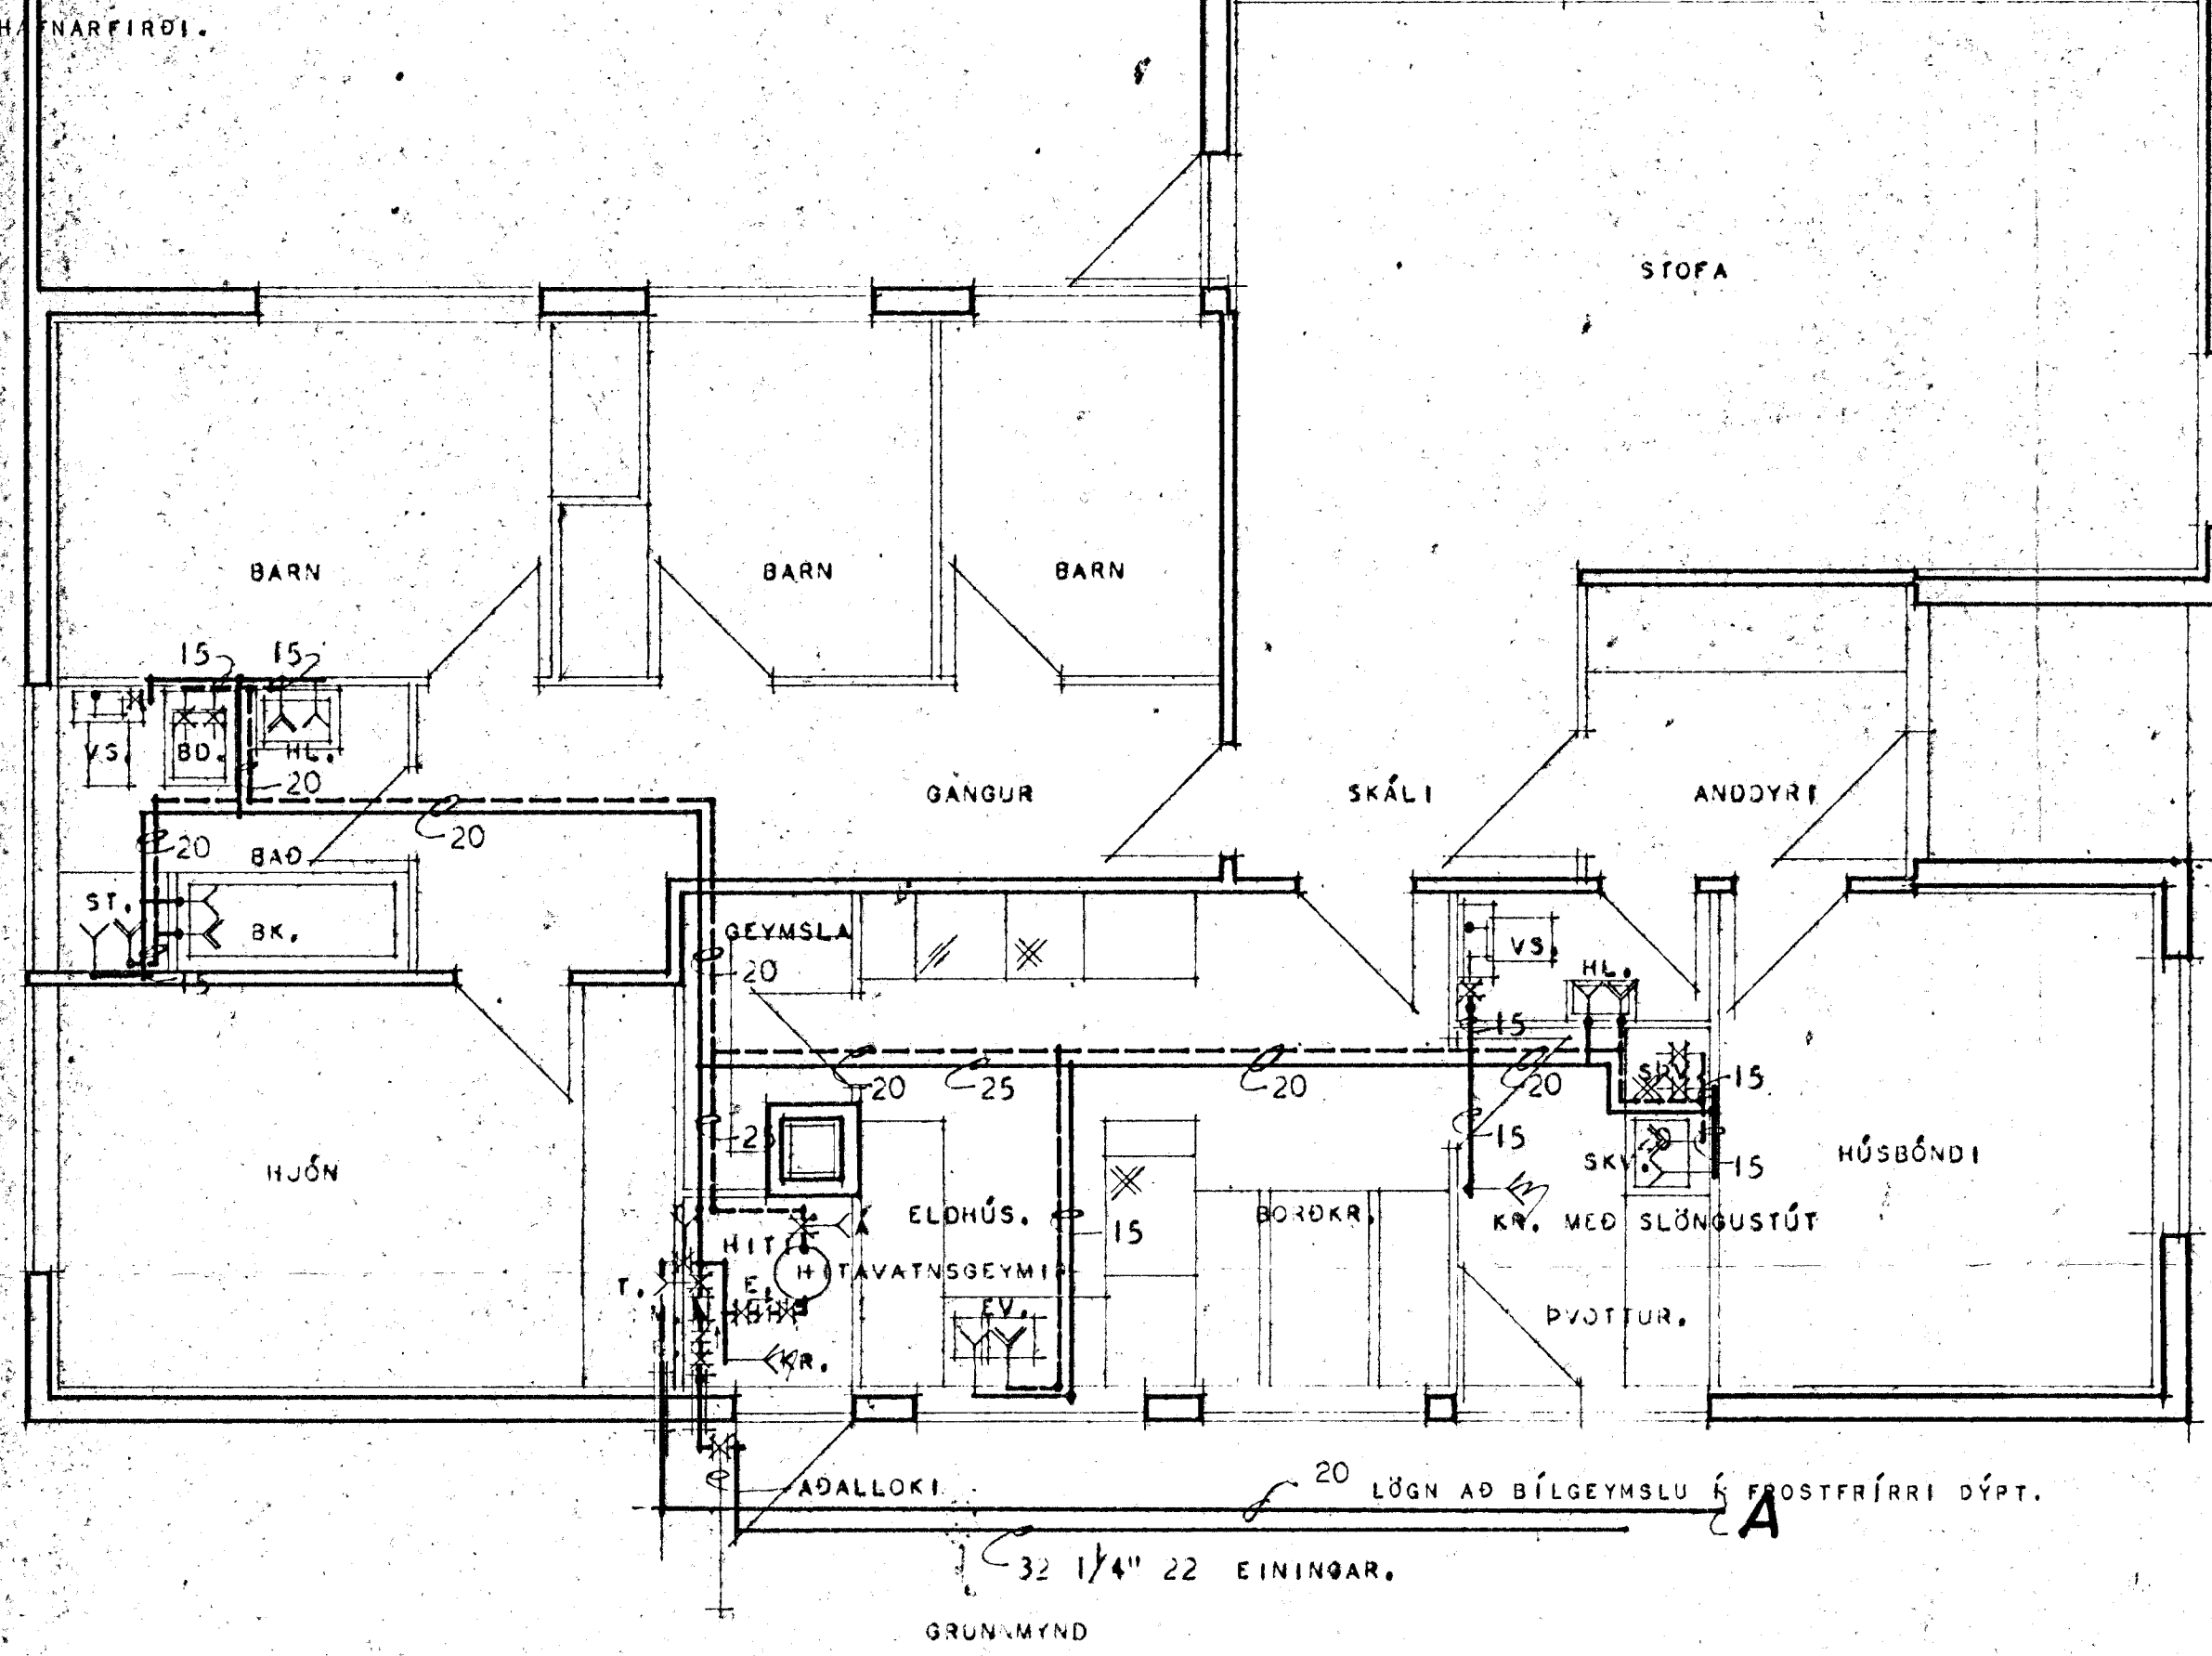 HAFNARFIRÐI.
STOFA
BARN
BARN
BARN
15
15
VS.
BD.
HL.
20
GANGUR
SKÁLI
ANDDYRI
20
20
BAÐ
ST.
BK.
15
GEYMSLA
20
VS.
HL.
15
20
25
20
20
15
25
15
15
HJÓN
SKV.
HÚSBÓNDI
ELDHÚS.
15
BORÐKR.
KR. MEÐ SLÖNGUSTÚT
HITI
HITAVATNSGEYMIR
T.
E.
EV.
ÞVOTTUR.
KR.
AÐALLOKI
20 LÖGN AÐ BÍLGEYMSLU Í FROSTFRÍRRI DÝPT.
A
32 1/4" 22 EININGAR.
GRUNNMYND